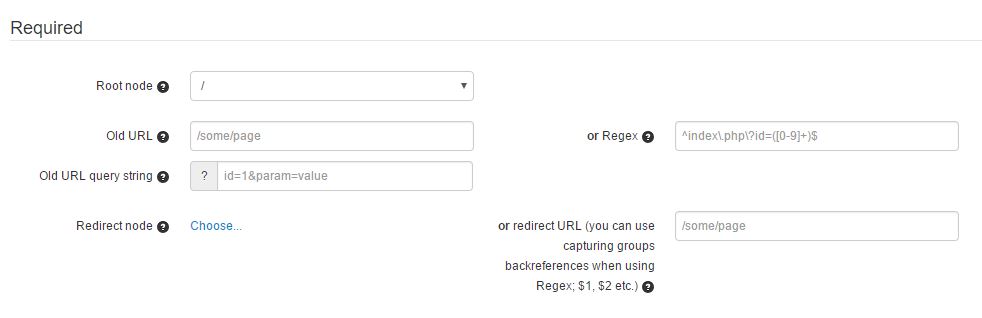 Required
Root node ?
/
Old URL ?
/some/page
or Regex ?
^index\.php\?id=([0-9]+)$
Old URL query string ?
?
id=1&param=value
Redirect node ?
Choose...
or redirect URL (you can use
capturing groups
backreferences when using
Regex; $1, $2 etc.) ?
/some/page